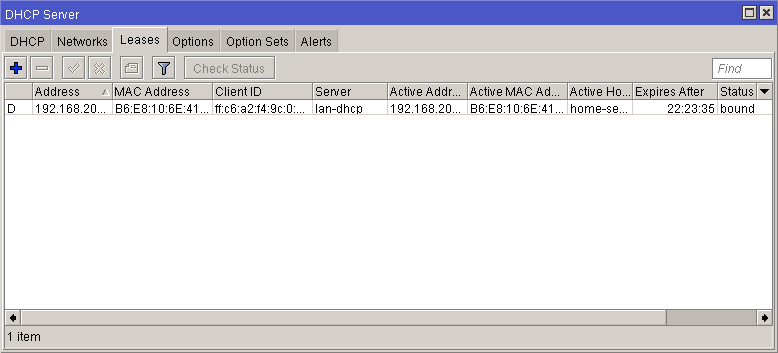 DHCP Server
DHCP Networks Leases Options Option Sets Alerts
Check Status Find
Address MAC Address Client ID Server Active Addr... Active MAC Ad... Active Ho... Expires After Status
D 192.168.20... B6:E8:10:6E:41... ff:c6:a2:f4:9c:0:... lan-dhcp 192.168.20... B6:E8:10:6E:41... home-se... 22:23:35 bound
1 item